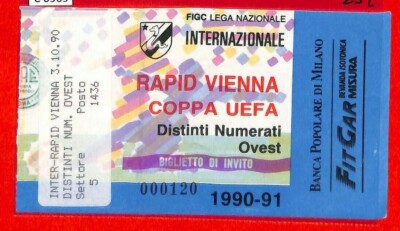 FIGC LEGA NAZIONALE
INTERNAZIONALE
RAPID VIENNA
COPPA UEFA
Distinti Numerati
Ovest
BIGLIETTO DI INVITO
000120
1990-91
INTER-RAPID VIENNA 3.10.90
DISTINTI NUM. OVEST
Settore Posto
5 1436
BANCA POPOLARE DI MILANO
FITGAR
BEVANDA ISOTONICA
MISURA